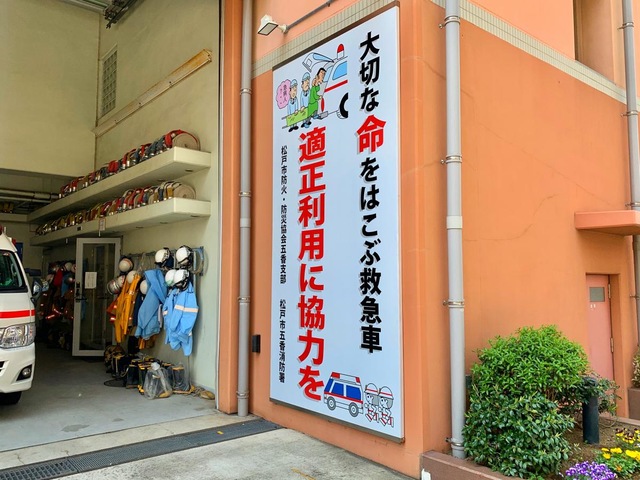 大切な命をはこぶ救急車
適正利用に協力を
松戸市防火・防災協会五香支部　松戸市五香消防署